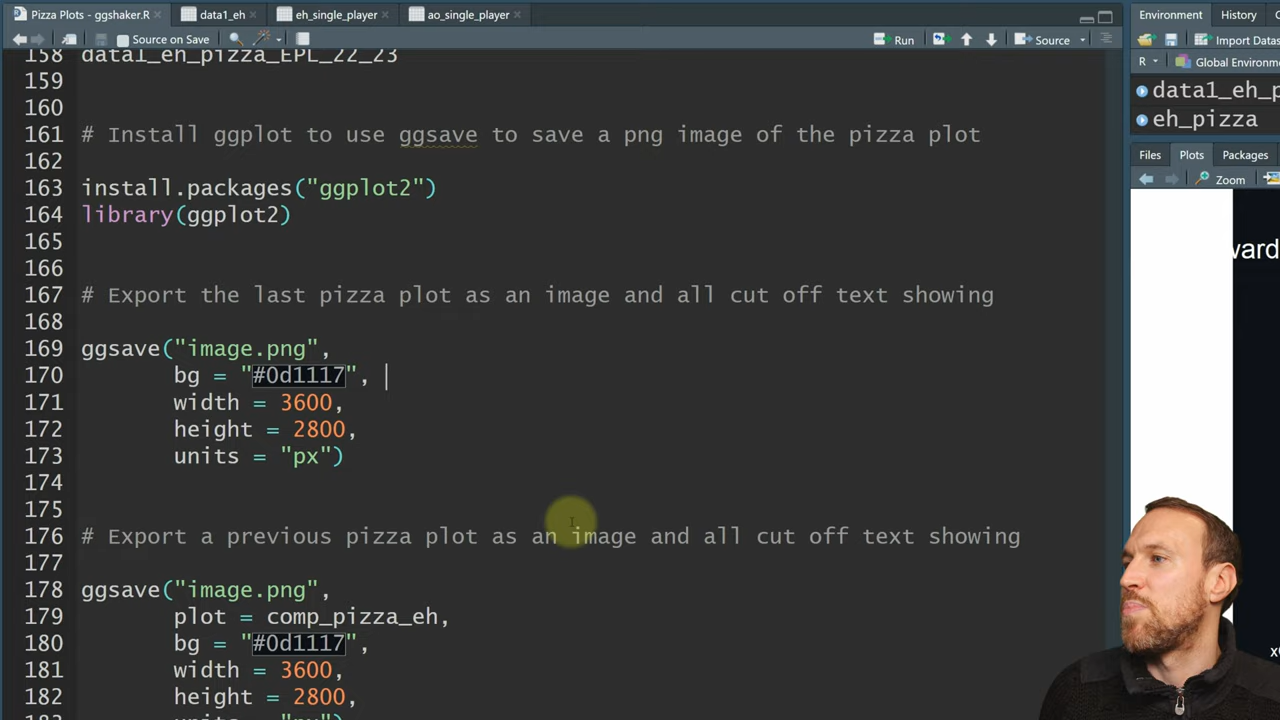 Pizza Plots - ggshaker.R
data1_eh
eh_single_player
ao_single_player
Environment
History
Source on Save
Run
Source
Import Datas
R
Global Environme
158 data1_eh_pizza_EPL_22_23
data1_eh_p
159
eh_pizza
160
161 # Install ggplot to use ggsave to save a png image of the pizza plot
162
Files
Plots
Packages
163 install.packages("ggplot2")
Zoom
164 library(ggplot2)
165
ward
166
167 # Export the last pizza plot as an image and all cut off text showing
168
169 ggsave("image.png",
170 bg = "#0d1117",
171 width = 3600,
172 height = 2800,
173 units = "px")
174
175
176 # Export a previous pizza plot as an image and all cut off text showing
177
178 ggsave("image.png",
179 plot = comp_pizza_eh,
180 bg = "#0d1117",
181 width = 3600,
182 height = 2800,
183 units = "px")